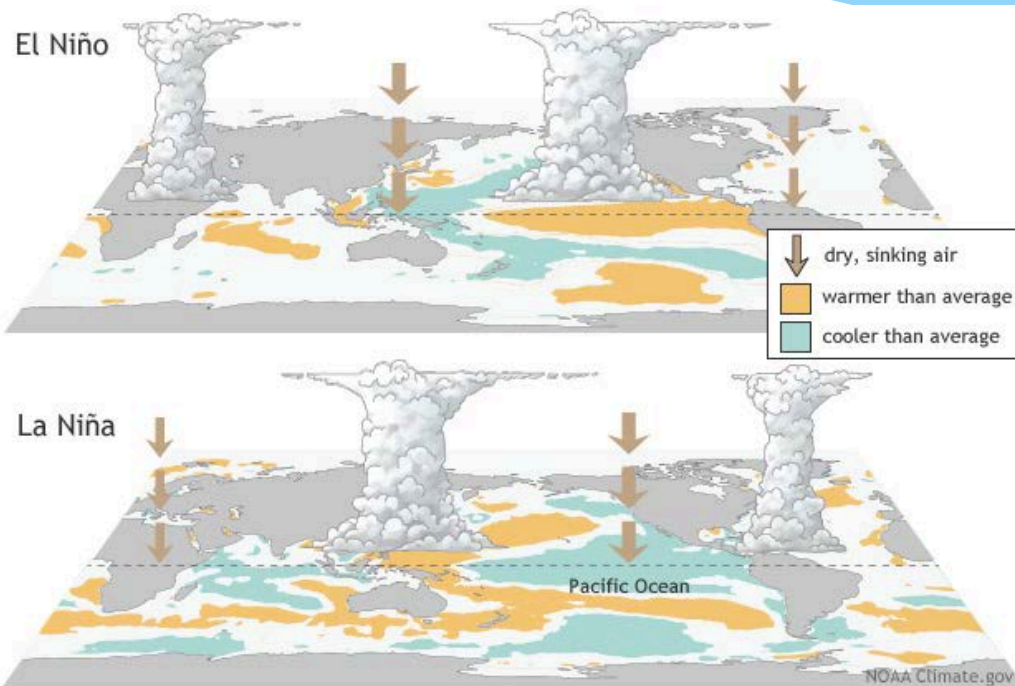 El Niño
dry, sinking air
warmer than average
cooler than average
La Niña
Pacific Ocean
NOAA Climate.gov